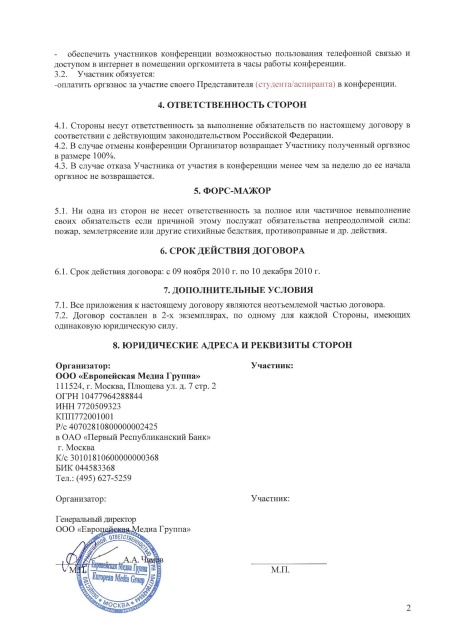 - обеспечить участников конференции возможностью пользования телефонной связью и
доступом в интернет в помещении оргкомитета в часы работы конференции.
3.2. Участник обязуется:
-оплатить оргвзнос за участие своего Представителя (студента/аспиранта) в конференции.
4. ОТВЕТСТВЕННОСТЬ СТОРОН
4.1. Стороны несут ответственность за выполнение обязательств по настоящему договору в
соответствии с действующим законодательством Российской Федерации.
4.2. В случае отмены конференции Организатор возвращает Участнику полученный оргвзнос
в размере 100%.
4.3. В случае отказа Участника от участия в конференции менее чем за неделю до ее начала
оргвзнос не возвращается.
5. ФОРС-МАЖОР
5.1. Ни одна из сторон не несет ответственность за полное или частичное невыполнение
своих обязательств если причиной этому послужат обязательства непреодолимой силы:
пожар, землетрясение или другие стихийные бедствия, противоправные и др. действия.
6. СРОК ДЕЙСТВИЯ ДОГОВОРА
6.1. Срок действия договора: с 09 ноября 2010 г. по 10 декабря 2010 г.
7. ДОПОЛНИТЕЛЬНЫЕ УСЛОВИЯ
7.1. Все приложения к настоящему договору являются неотъемлемой частью договора.
7.2. Договор составлен в 2-х экземплярах, по одному для каждой Стороны, имеющих
одинаковую юридическую силу.
8. ЮРИДИЧЕСКИЕ АДРЕСА И РЕКВИЗИТЫ СТОРОН
Организатор: Участник:
ООО «Европейская Медиа Группа»
111524, г. Москва, Плющева ул. д. 7 стр. 2
ОГРН 10477964288844
ИНН 7720509323
КПП772001001
Р/с 40702810800000002425
в ОАО «Первый Республиканский Банк»
г. Москва
К/с 30101810600000000368
БИК 044583368
Тел.: (495) 627-5259
Организатор: Участник:
Генеральный директор
ООО «Европейская Медиа Группа»
А.А.
М.П. М.П.
Европейская Медиа Группа
European Media Group
МОСКВА
2